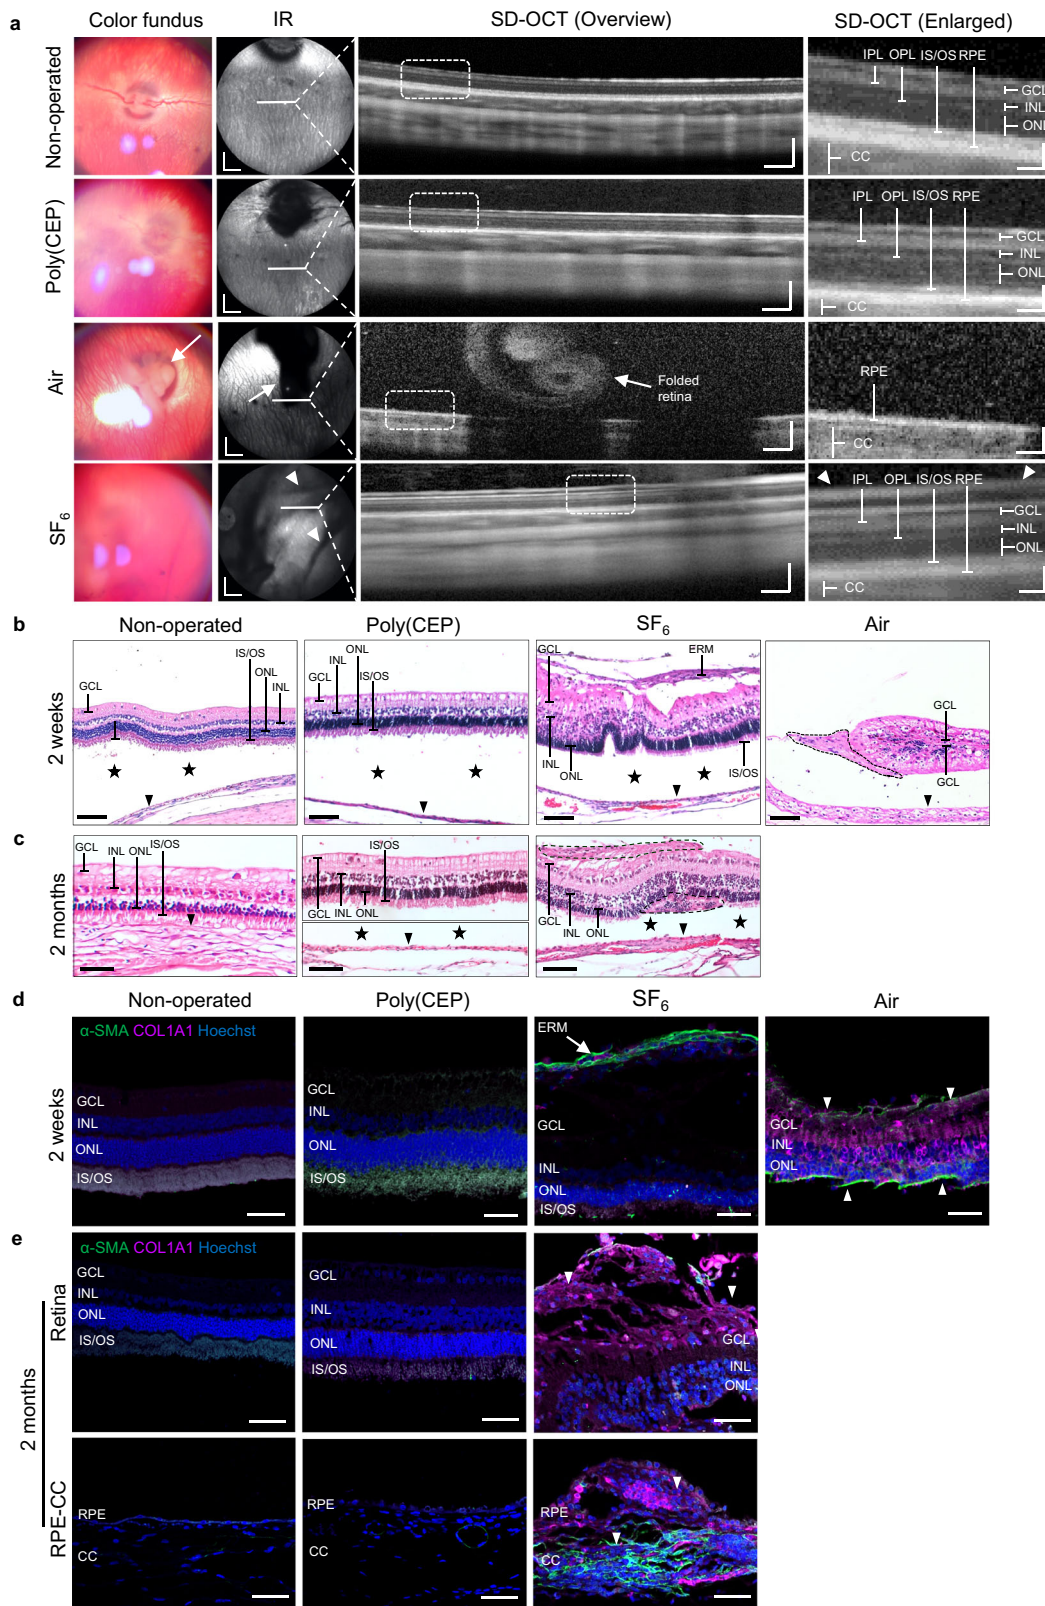 a
Color fundus
IR
SD-OCT (Overview)
SD-OCT (Enlarged)
Non-operated
IPL OPL IS/OS RPE
GCL
INL
ONL
CC
Poly(CEP)
IPL OPL IS/OS RPE
GCL
INL
ONL
CC
Air
Folded
retina
RPE
CC
SF6
IPL OPL IS/OS RPE
GCL
INL
ONL
CC
b
Non-operated
Poly(CEP)
SF6
Air
2 weeks
GCL
IS/OS
ONL
INL
GCL
INL
ONL
IS/OS
GCL
ERM
INL
ONL
IS/OS
GCL
GCL
c
2 months
GCL
INL
ONL
IS/OS
IS/OS
GCL
INL
ONL
GCL
INL
ONL
d
Non-operated
Poly(CEP)
SF6
Air
2 weeks
α-SMA COL1A1 Hoechst
GCL
INL
ONL
IS/OS
GCL
INL
ONL
IS/OS
ERM
GCL
INL
ONL
IS/OS
GCL
INL
ONL
e
2 months
Retina
α-SMA COL1A1 Hoechst
GCL
INL
ONL
IS/OS
GCL
INL
ONL
IS/OS
GCL
INL
ONL
RPE-CC
RPE
CC
RPE
CC
RPE
CC